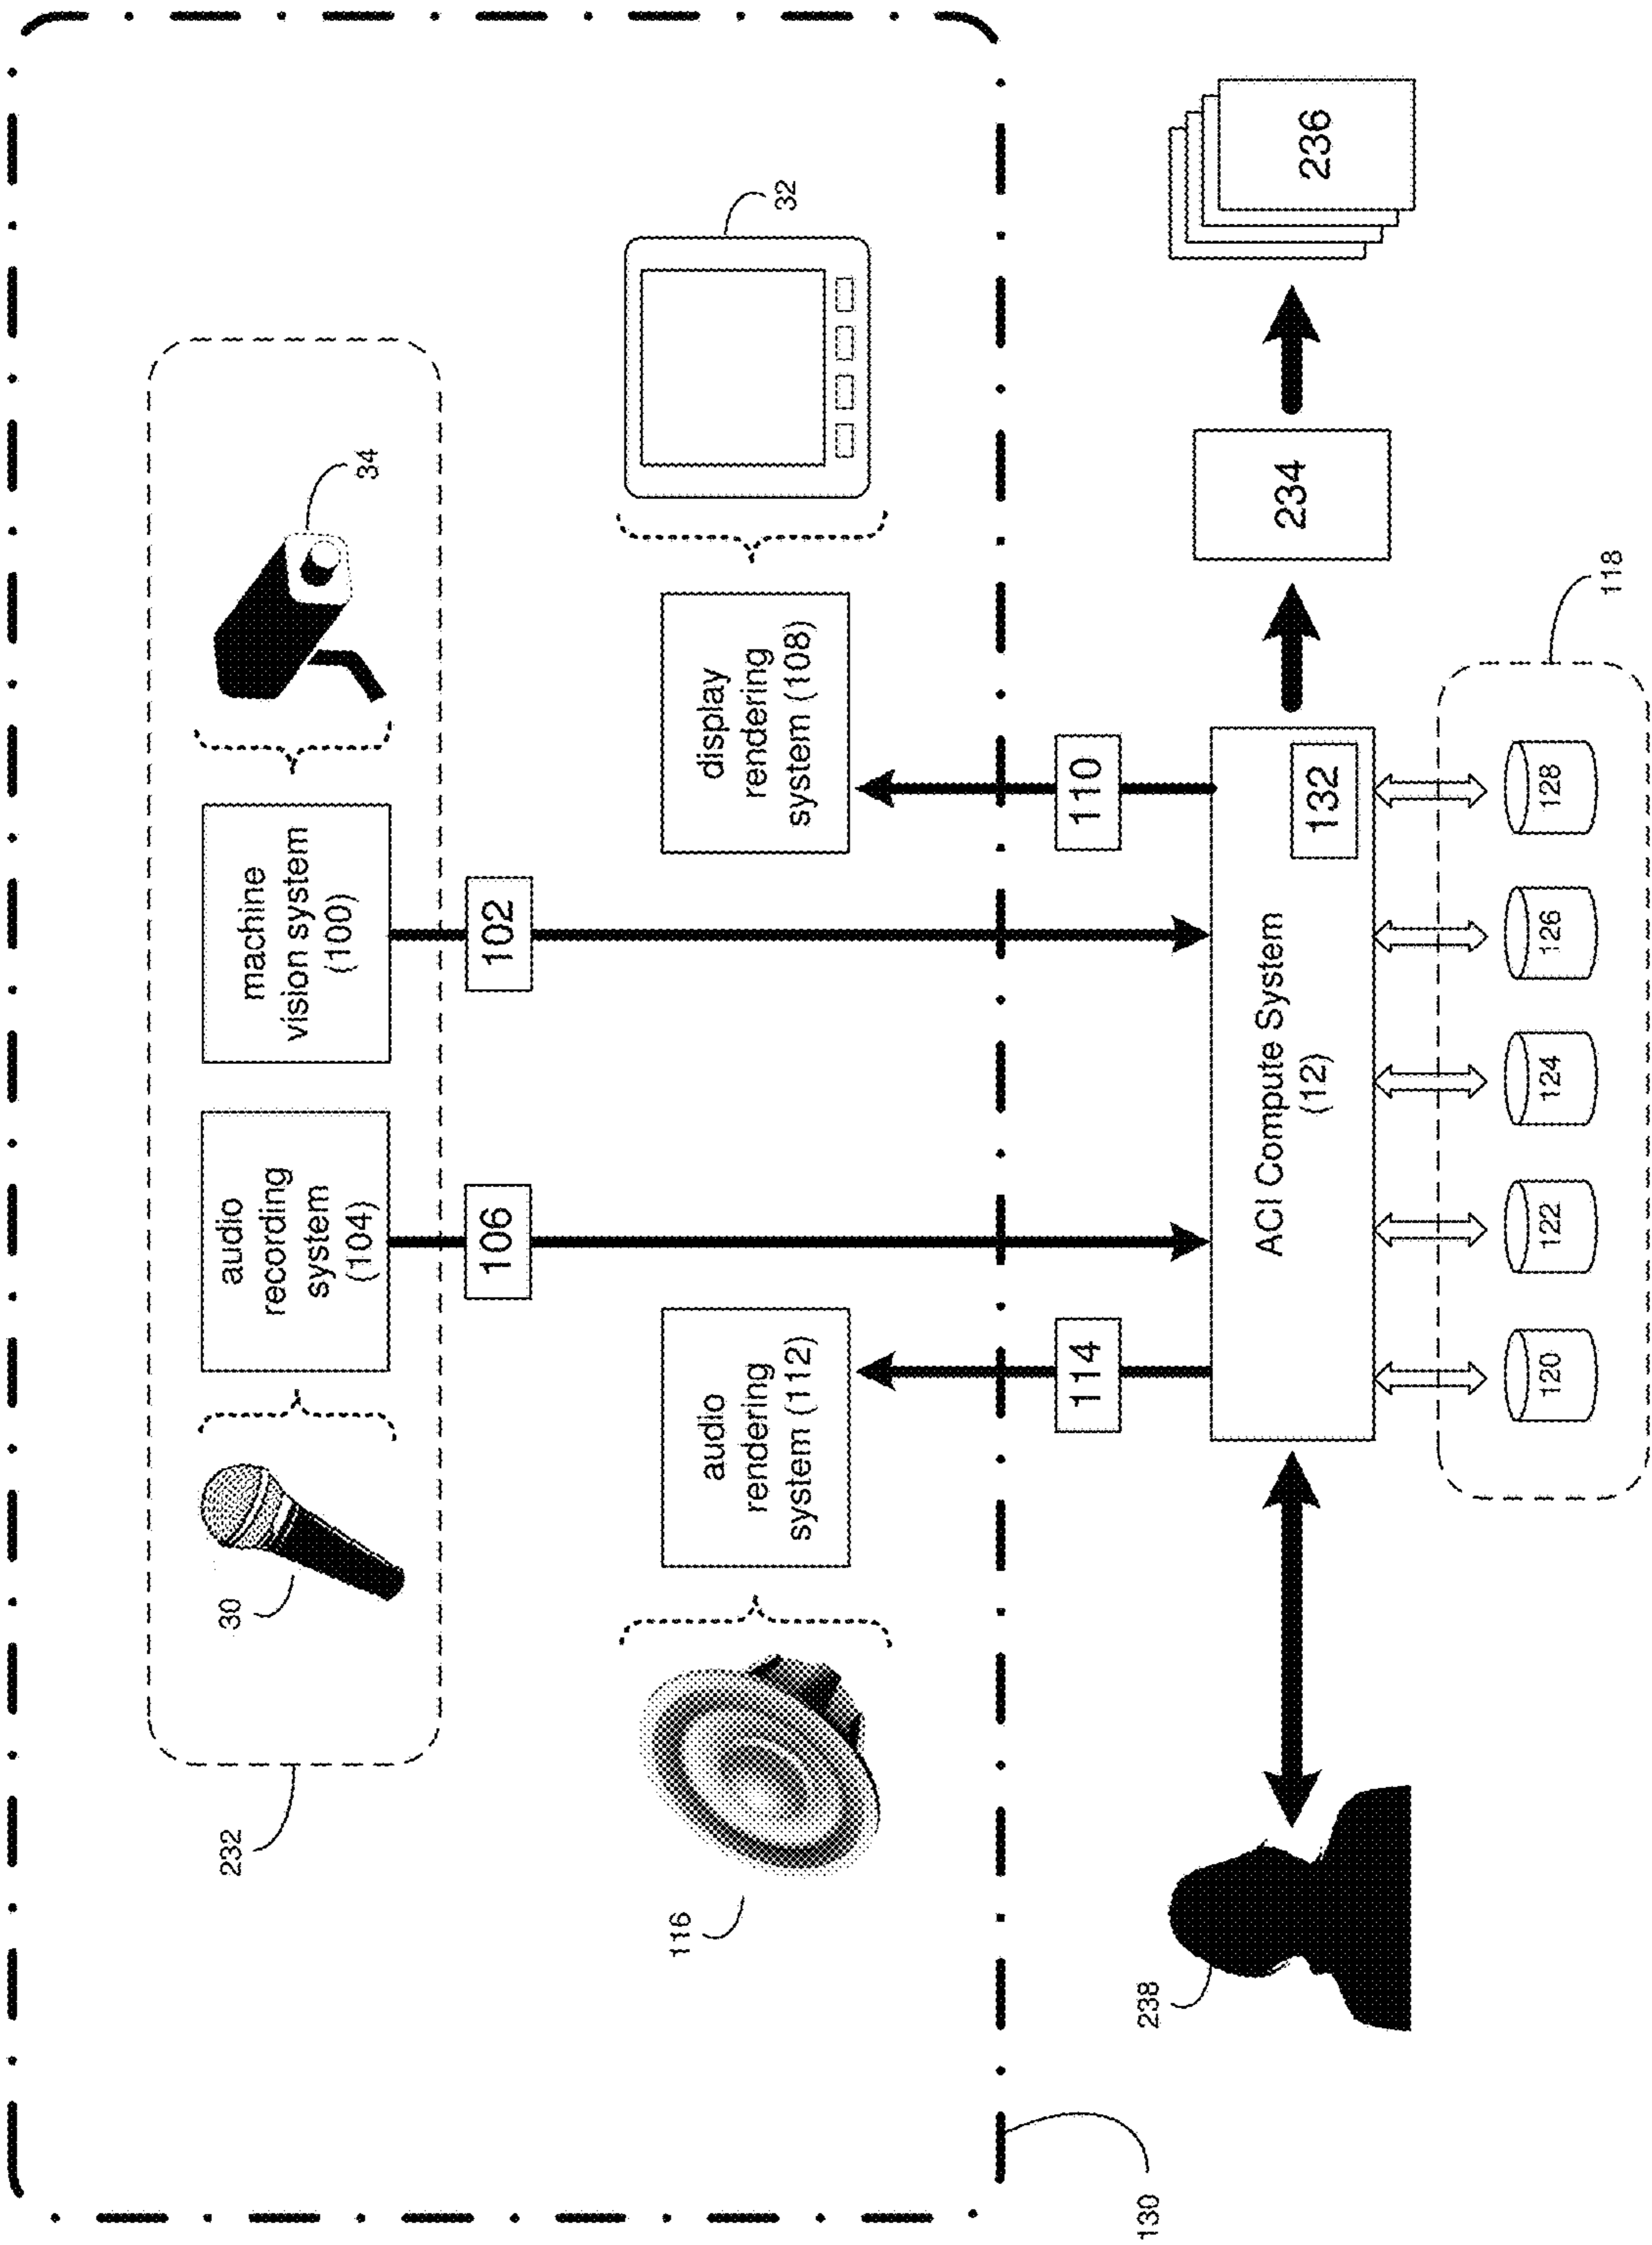 232
30
audio
recording
system
(104)
machine
vision system
(100)
34
106
102
116
audio
rendering
system (112)
display
rendering
system (108)
32
114
110
130
238
ACI Compute System
(12)
132
234
236
118
120
122
124
126
128